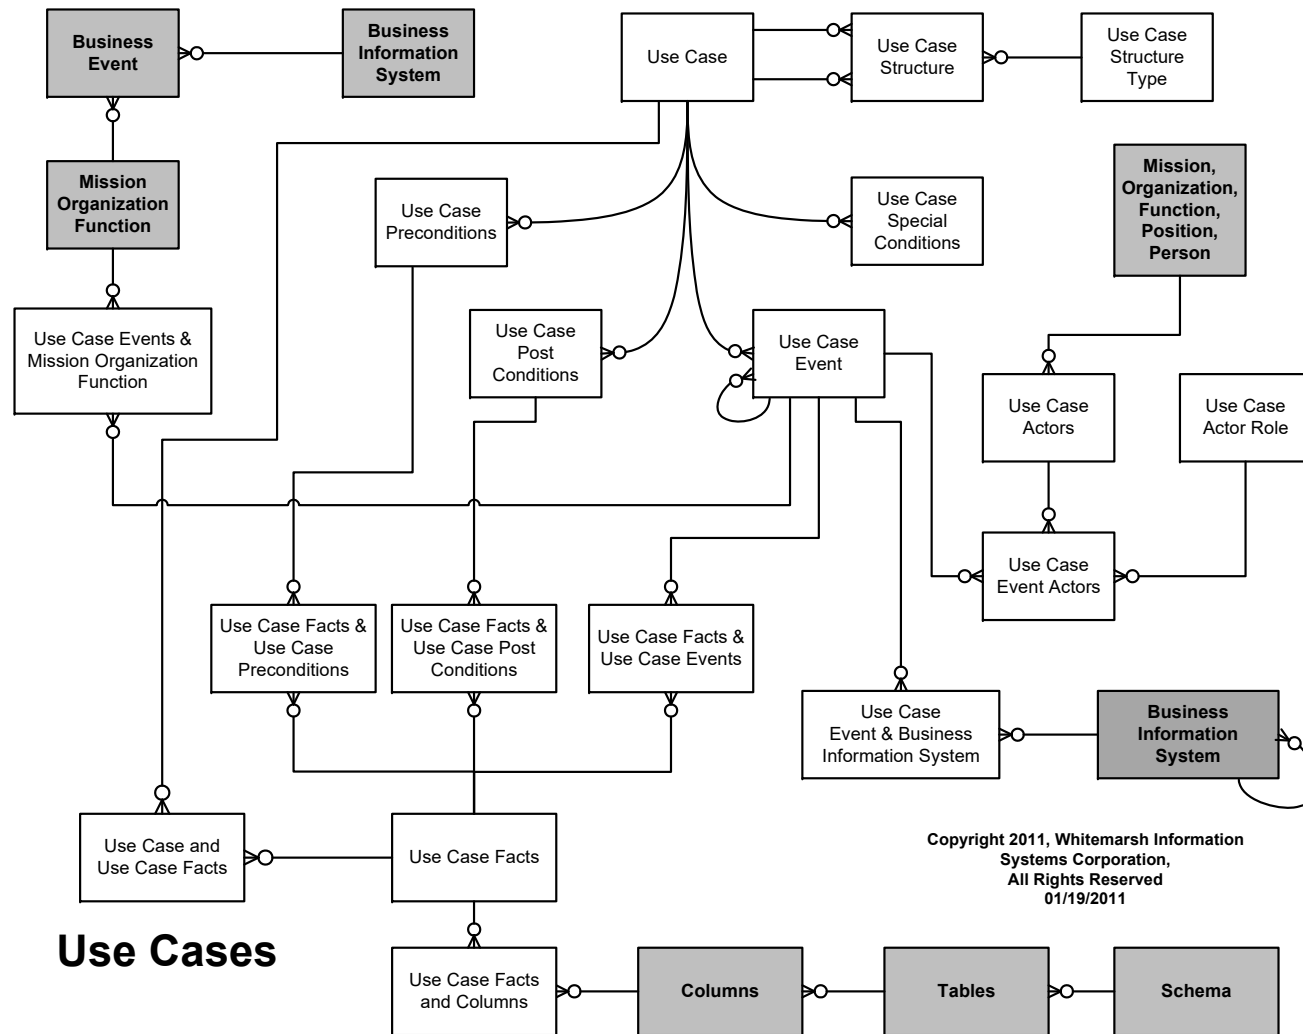 Business
Event
Business
Information
System
Use Case
Use Case
Structure
Use Case
Structure
Type
Mission
Organization
Function
Use Case
Preconditions
Use Case
Special
Conditions
Mission,
Organization,
Function,
Position,
Person
Use Case Events &
Mission Organization
Function
Use Case
Post
Conditions
Use Case
Event
Use Case
Actors
Use Case
Actor Role
Use Case
Event Actors
Use Case Facts &
Use Case
Preconditions
Use Case Facts &
Use Case Post
Conditions
Use Case Facts &
Use Case Events
Use Case
Event & Business
Information System
Business
Information
System
Use Case and
Use Case Facts
Use Case Facts
Copyright 2011, Whitemarsh Information
Systems Corporation,
All Rights Reserved
01/19/2011
Use Cases
Use Case Facts
and Columns
Columns
Tables
Schema